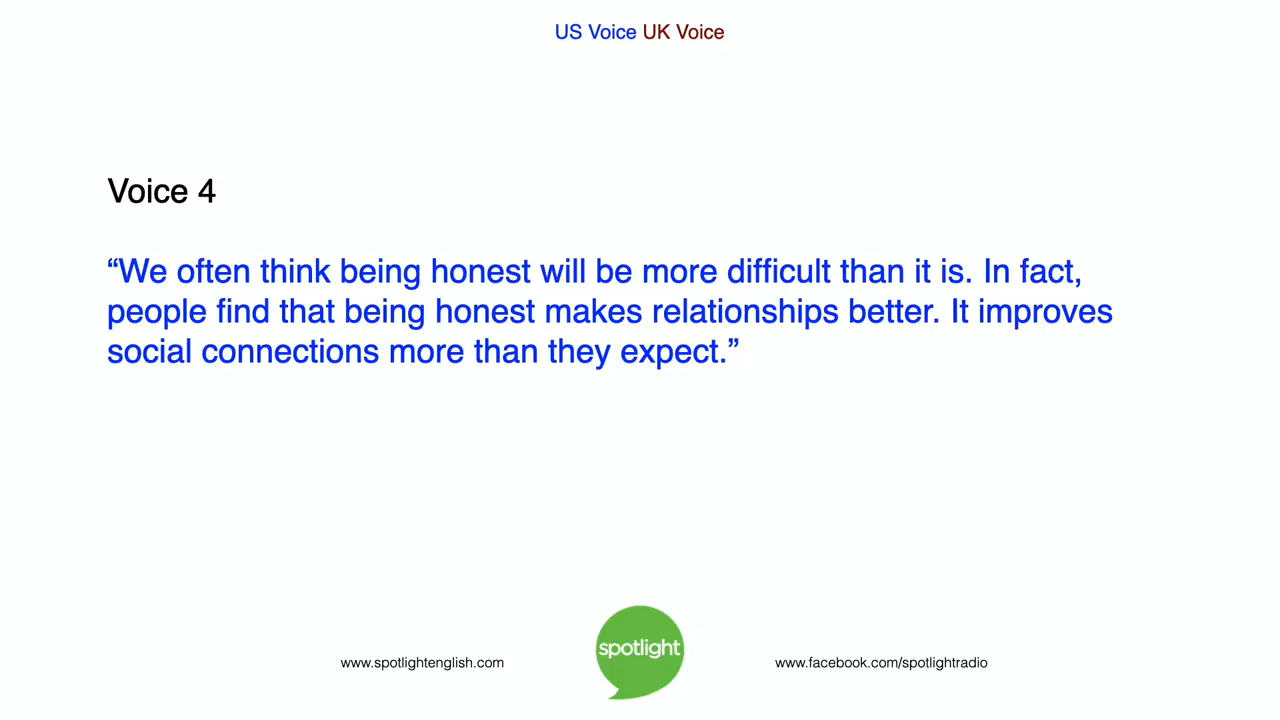 US Voice UK Voice
Voice 4
“We often think being honest will be more difficult than it is. In fact,
people find that being honest makes relationships better. It improves
social connections more than they expect.”
spotlight
www.spotlightenglish.com
www.facebook.com/spotlightradio